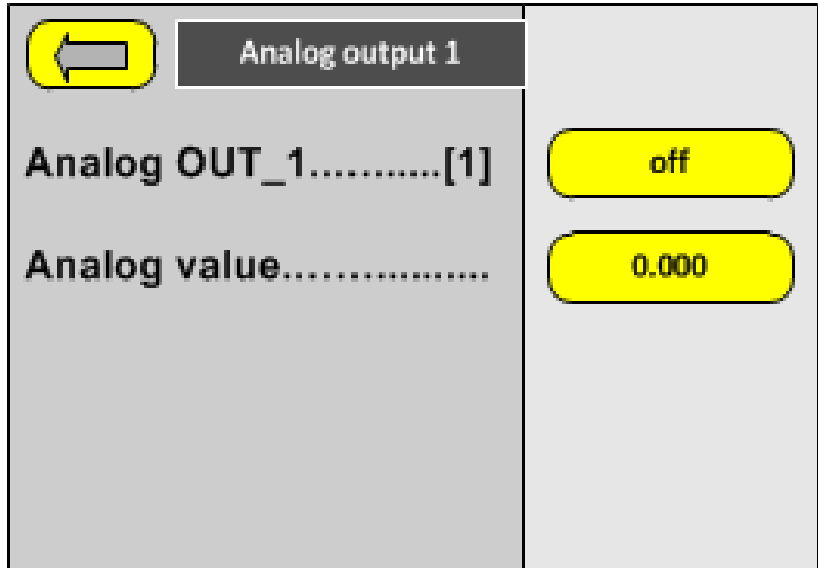 Analog output 1
Analog OUT_1...........[1] off
Analog value.................. 0.000